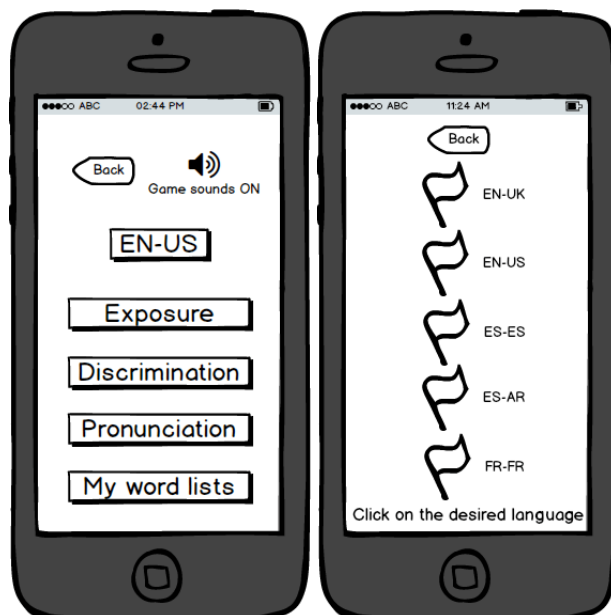 ●●●○○ ABC 02:44 PM
Back
Game sounds ON
EN-US
Exposure
Discrimination
Pronunciation
My word lists
●●●○○ ABC 11:24 AM
Back
EN-UK
EN-US
ES-ES
ES-AR
FR-FR
Click on the desired language